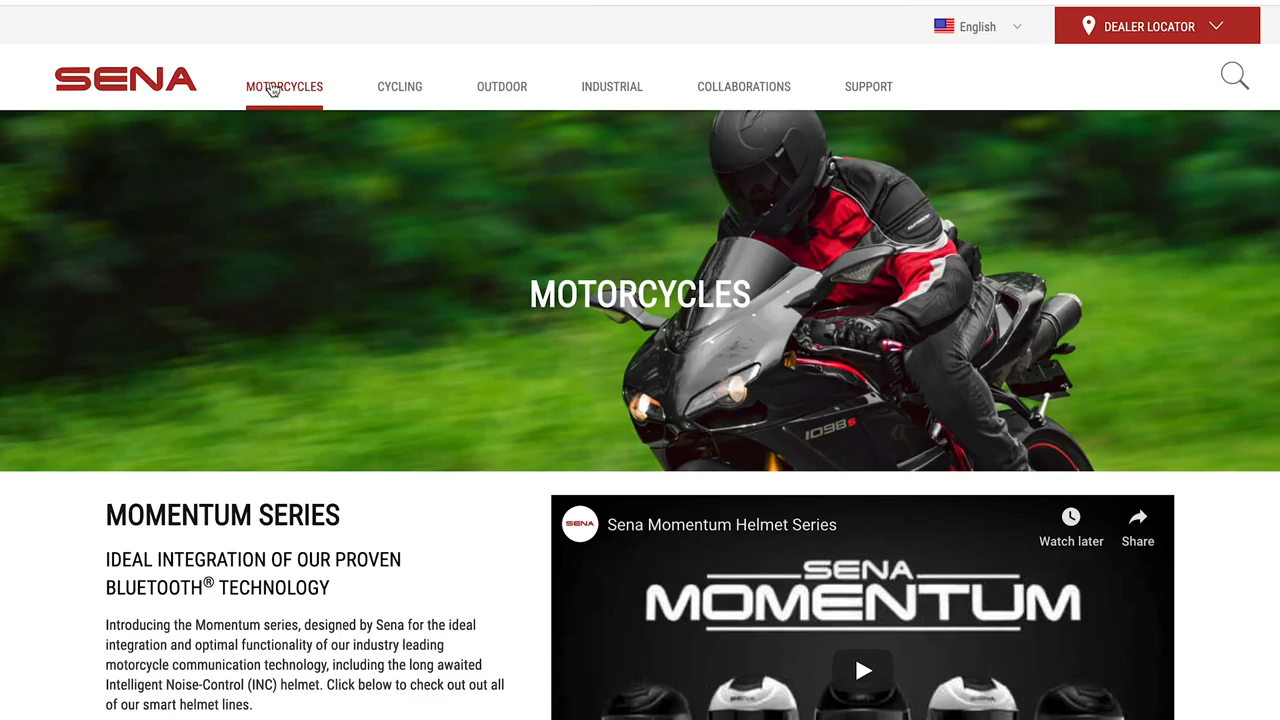 English
DEALER LOCATOR
SENA
MOTORCYCLES
CYCLING
OUTDOOR
INDUSTRIAL
COLLABORATIONS
SUPPORT
MOTORCYCLES
1098s
MOMENTUM SERIES
IDEAL INTEGRATION OF OUR PROVEN
BLUETOOTH® TECHNOLOGY
Introducing the Momentum series, designed by Sena for the ideal
integration and optimal functionality of our industry leading
motorcycle communication technology, including the long awaited
Intelligent Noise-Control (INC) helmet. Click below to check out out all
of our smart helmet lines.
SENA
Sena Momentum Helmet Series
Watch later
Share
SENA
MOMENTUM